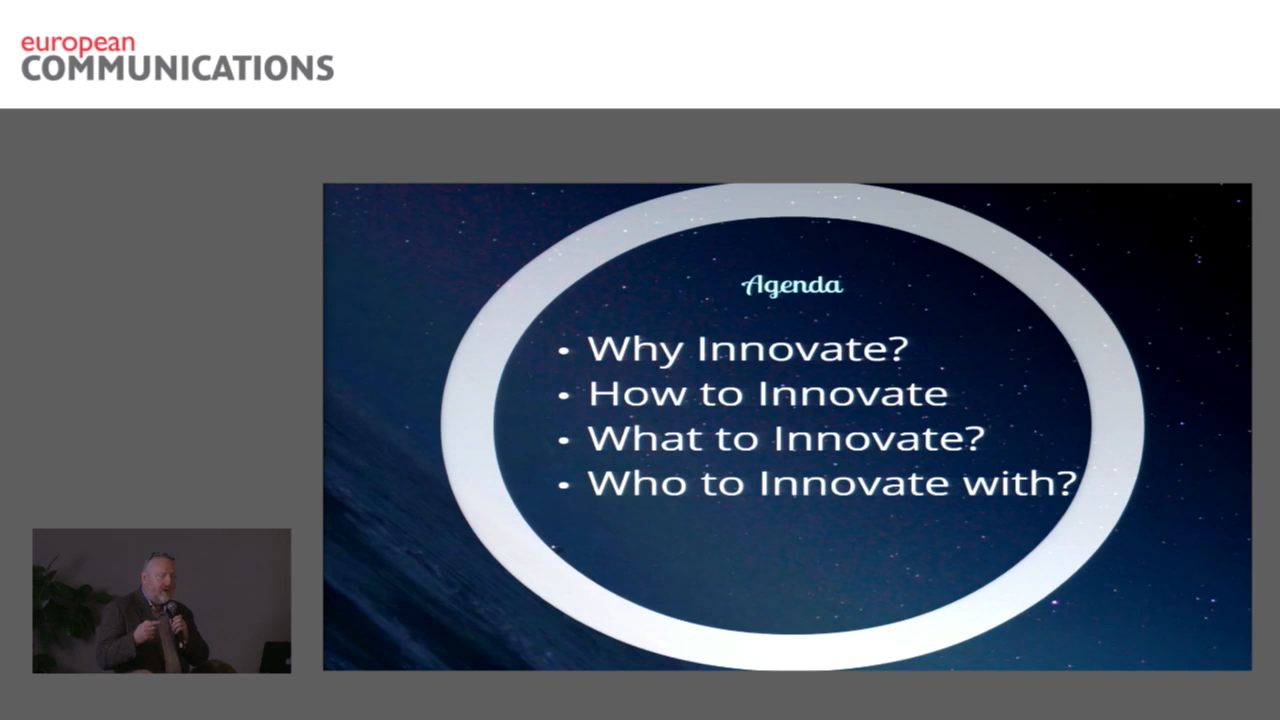 european
COMMUNICATIONS
Agenda
• Why Innovate?
• How to Innovate
• What to Innovate?
• Who to Innovate with?